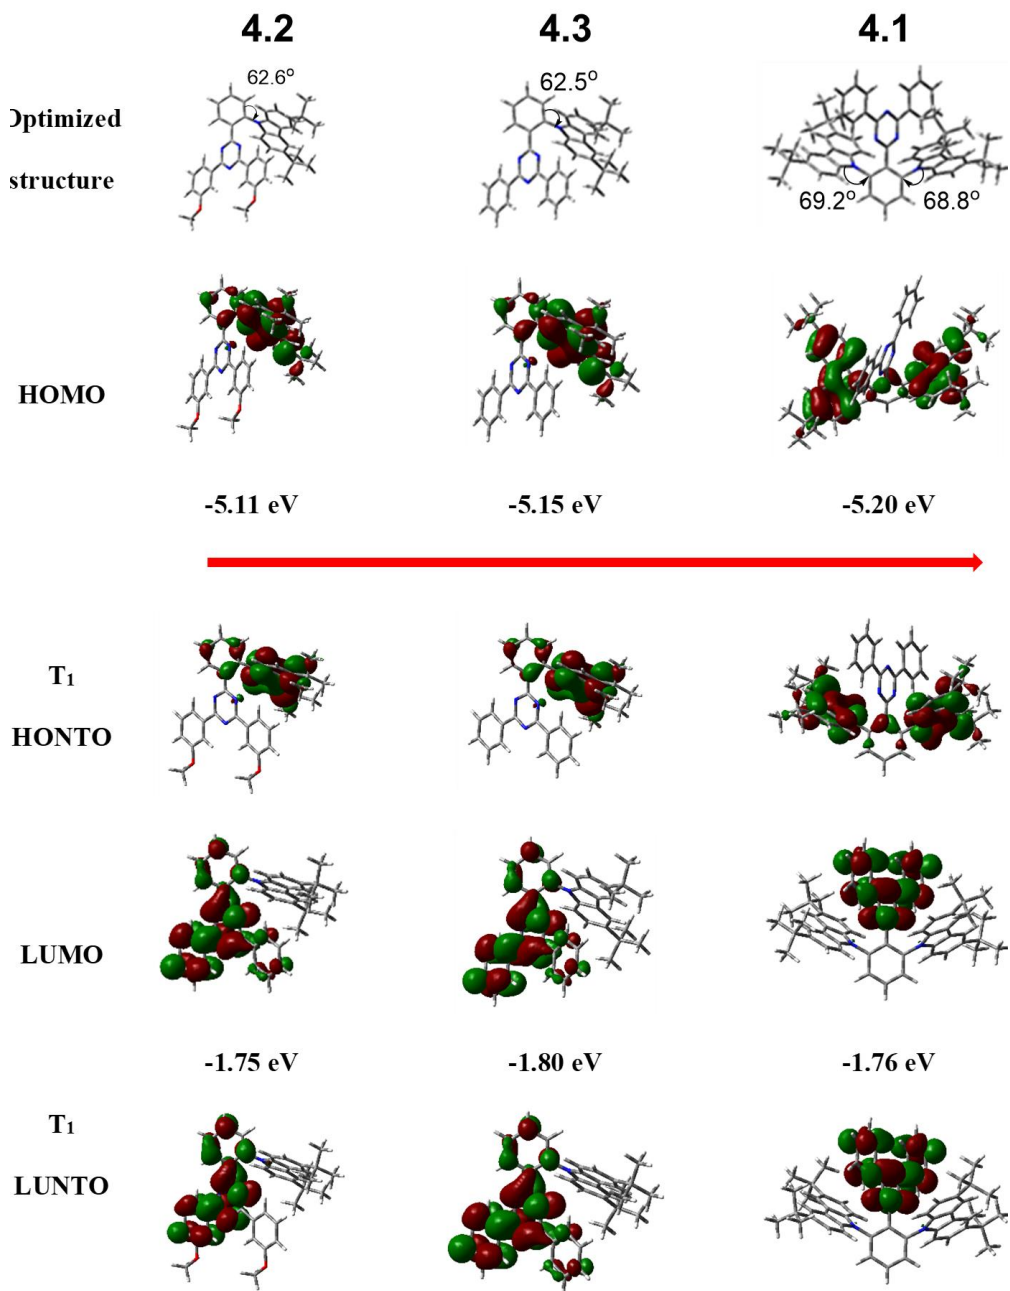 4.2 4.3 4.1
62.6°
62.5°
Optimized
structure
69.2° 68.8°
HOMO
-5.11 eV -5.15 eV -5.20 eV
T1
HONTO
LUMO
-1.75 eV -1.80 eV -1.76 eV
T1
LUNTO